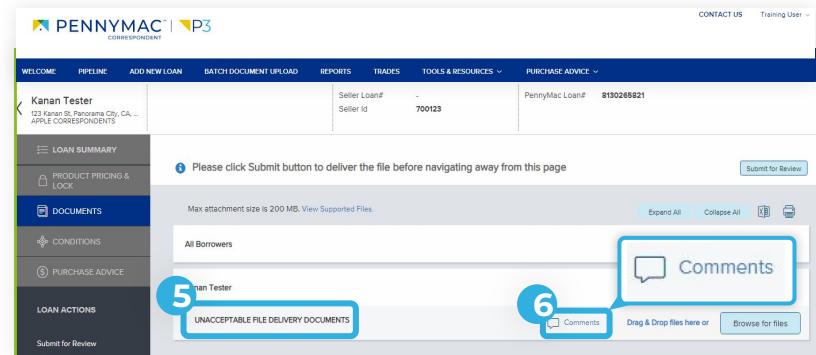 CONTACT US Training User
PENNYMAC | P3
CORRESPONDENT
WELCOME PIPELINE ADD NEW LOAN BATCH DOCUMENT UPLOAD REPORTS TRADES TOOLS & RESOURCES PURCHASE ADVICE
Kanan Tester
123 Kanan St, Panorama City, CA, ...
APPLE CORRESPONDENTS
Seller Loan# -
Seller Id 700123
PennyMac Loan# 8130265821
LOAN SUMMARY
PRODUCT PRICING &
LOCK
DOCUMENTS
CONDITIONS
PURCHASE ADVICE
LOAN ACTIONS
Submit for Review
Please click Submit button to deliver the file before navigating away from this page
Submit for Review
Max attachment size is 200 MB. View Supported Files.
Expand All Collapse All
All Borrowers
Comments
nan Tester
5
UNACCEPTABLE FILE DELIVERY DOCUMENTS
6
Comments
Drag & Drop files here or
Browse for files